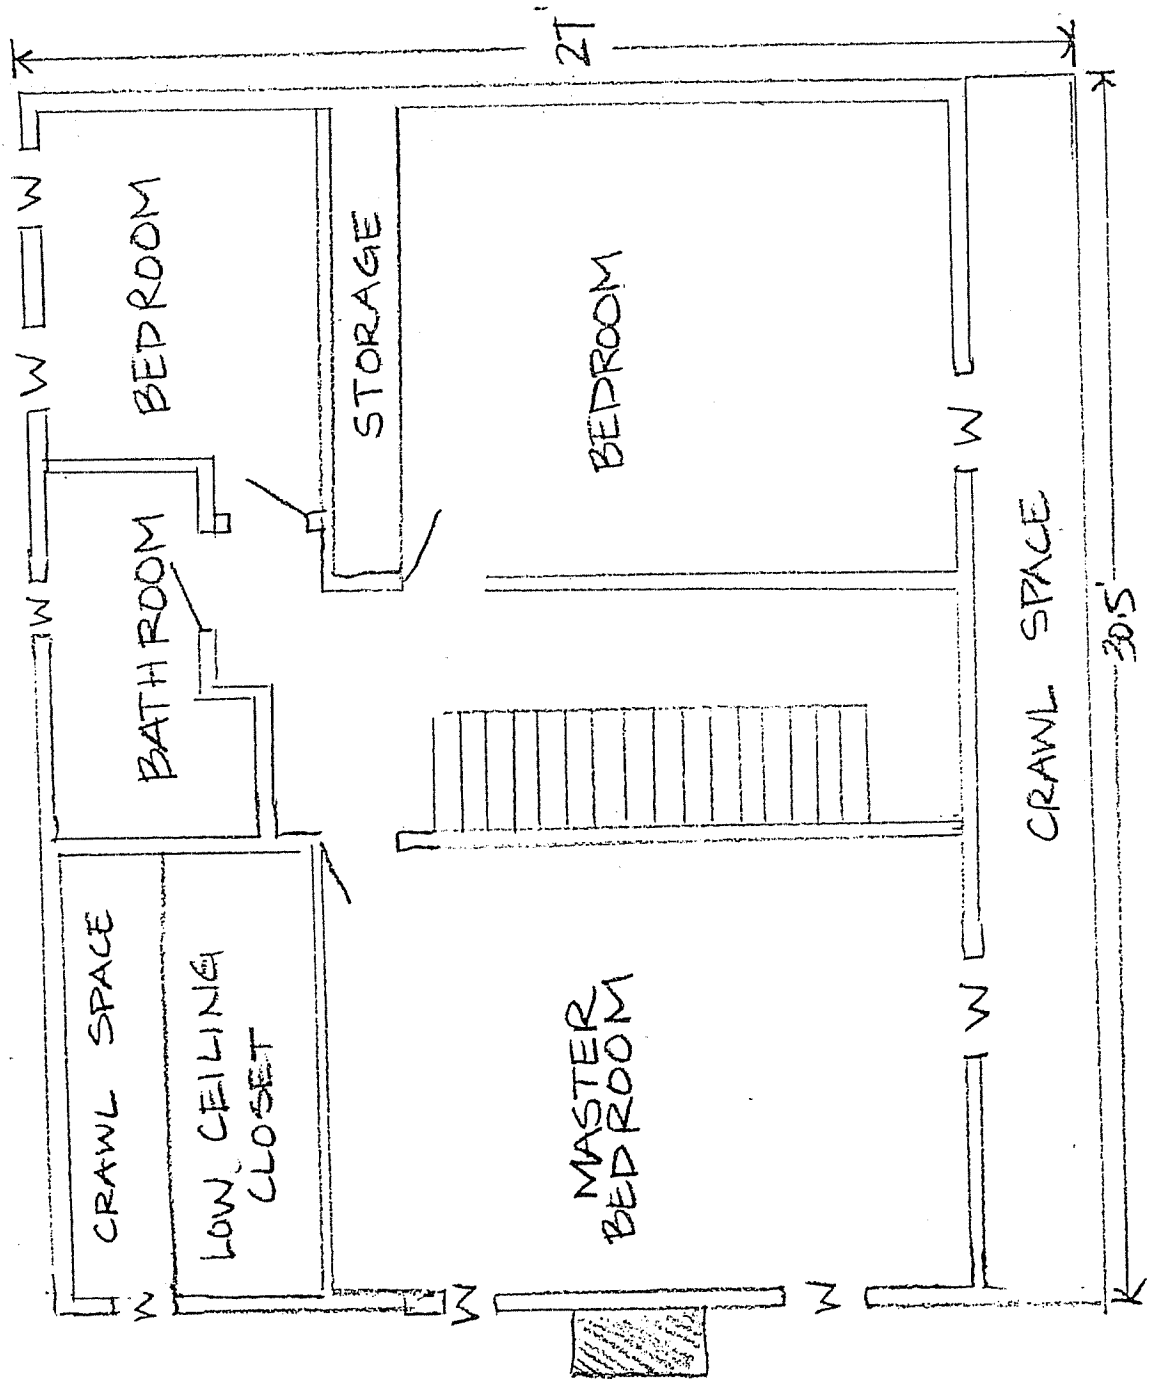 W
W
W
CRAWL SPACE
BATHROOM
BEDROOM
W
LOW CEILING
CLOSET
STORAGE
W
MASTER
BEDROOM
BEDROOM
27'
W
W
W
CRAWL SPACE
30.5'